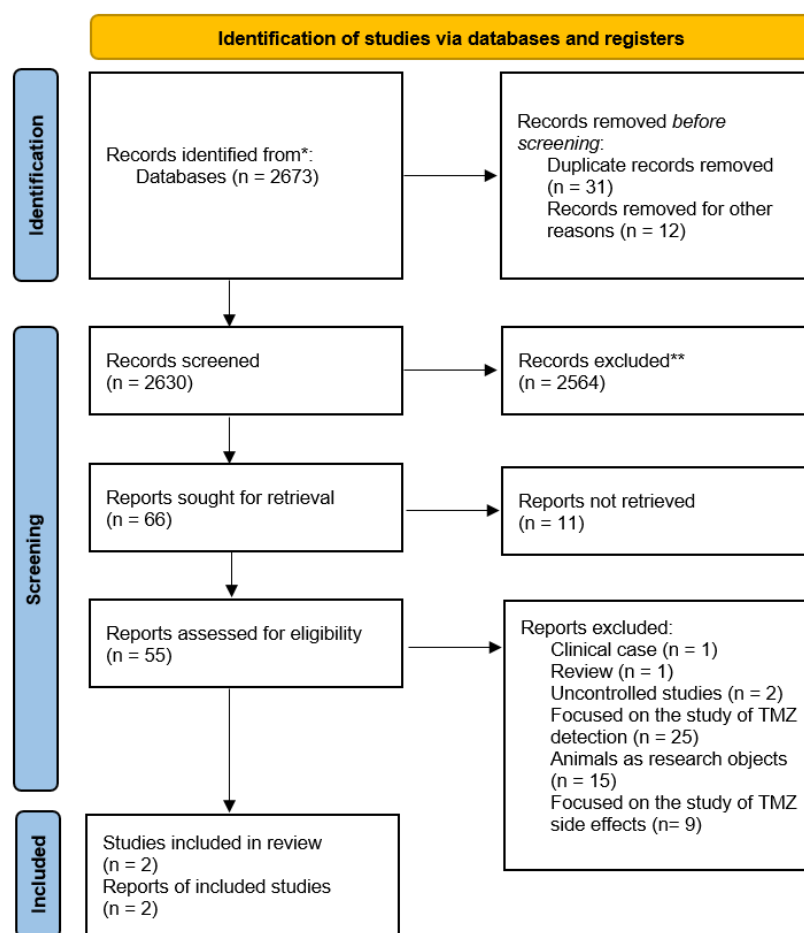 Identification of studies via databases and registers
Identification
Records identified from*:
Databases (n = 2673)
Records removed before
screening:
Duplicate records removed
(n = 31)
Records removed for other
reasons (n = 12)
Screening
Records screened
(n = 2630)
Records excluded**
(n = 2564)
Reports sought for retrieval
(n = 66)
Reports not retrieved
(n = 11)
Reports assessed for eligibility
(n = 55)
Reports excluded:
Clinical case (n = 1)
Review (n = 1)
Uncontrolled studies (n = 2)
Focused on the study of TMZ
detection (n = 25)
Animals as research objects
(n = 15)
Focused on the study of TMZ
side effects (n= 9)
Included
Studies included in review
(n = 2)
Reports of included studies
(n = 2)